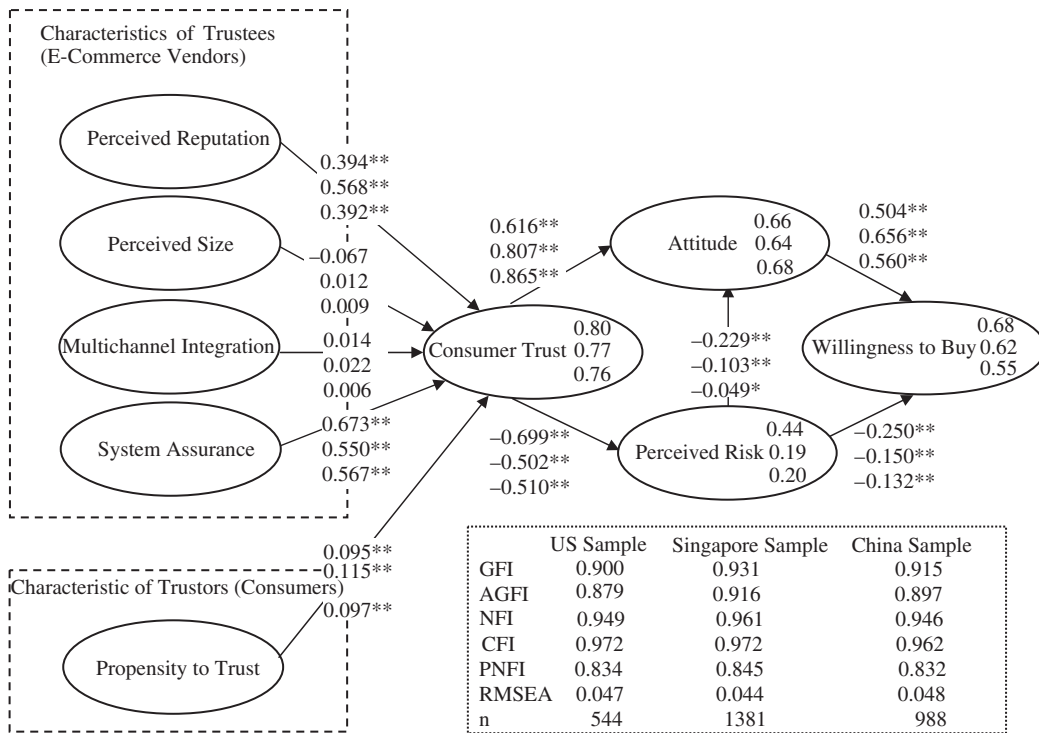 Characteristics of Trustees
(E-Commerce Vendors)
Perceived Reputation
0.394**
0.568**
0.392**
Perceived Size
–0.067
0.012
0.009
Multichannel Integration
0.014
0.022
0.006
System Assurance
0.673**
0.550**
0.567**
0.095**
0.115**
0.097**
Characteristic of Trustors (Consumers)
Propensity to Trust
Consumer Trust
0.80
0.77
0.76
0.616**
0.807**
0.865**
–0.699**
–0.502**
–0.510**
Attitude
0.66
0.64
0.68
–0.229**
–0.103**
–0.049*
Perceived Risk
0.44
0.19
0.20
0.504**
0.656**
0.560**
–0.250**
–0.150**
–0.132**
Willingness to Buy
0.68
0.62
0.55
US Sample Singapore Sample China Sample
GFI 0.900 0.931 0.915
AGFI 0.879 0.916 0.897
NFI 0.949 0.961 0.946
CFI 0.972 0.972 0.962
PNFI 0.834 0.845 0.832
RMSEA 0.047 0.044 0.048
n 544 1381 988